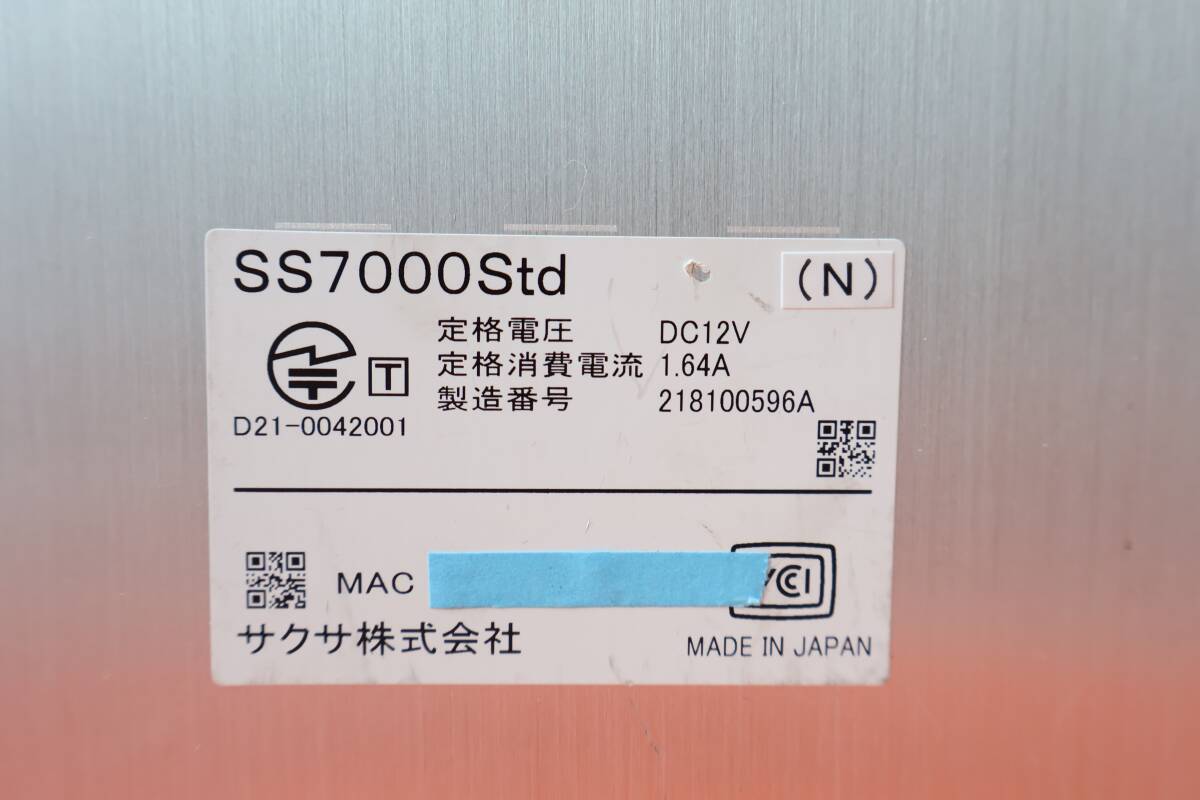 SS7000Std
(N)
定格電圧 DC12V
定格消費電流 1.64A
製造番号 218100596A
T
D21-0042001
MAC
VCCI
サクサ株式会社
MADE IN JAPAN